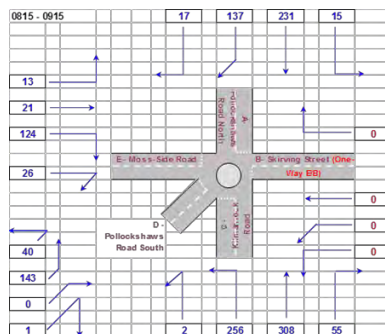 0815 - 0915
17 137 231 15
13
21
124
26
A-
Road North
E- Moss-Side Road
B- Skirving Street (One-
Way EB)
0
0
0
0
D -
Pollockshaws
Road South
Road
40
143
0
1
2 256 308 55